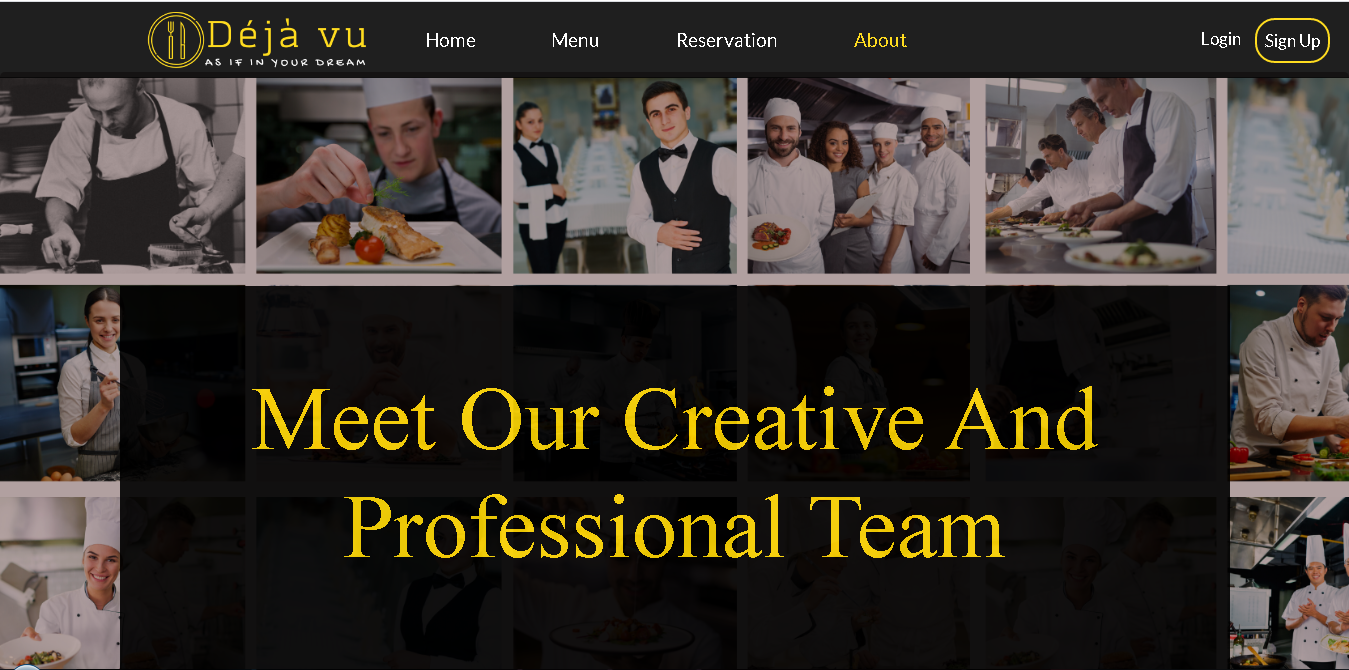 Déjà vu
AS IF IN YOUR DREAM
Home
Menu
Reservation
About
Login
Sign Up
Meet Our Creative And
Professional Team